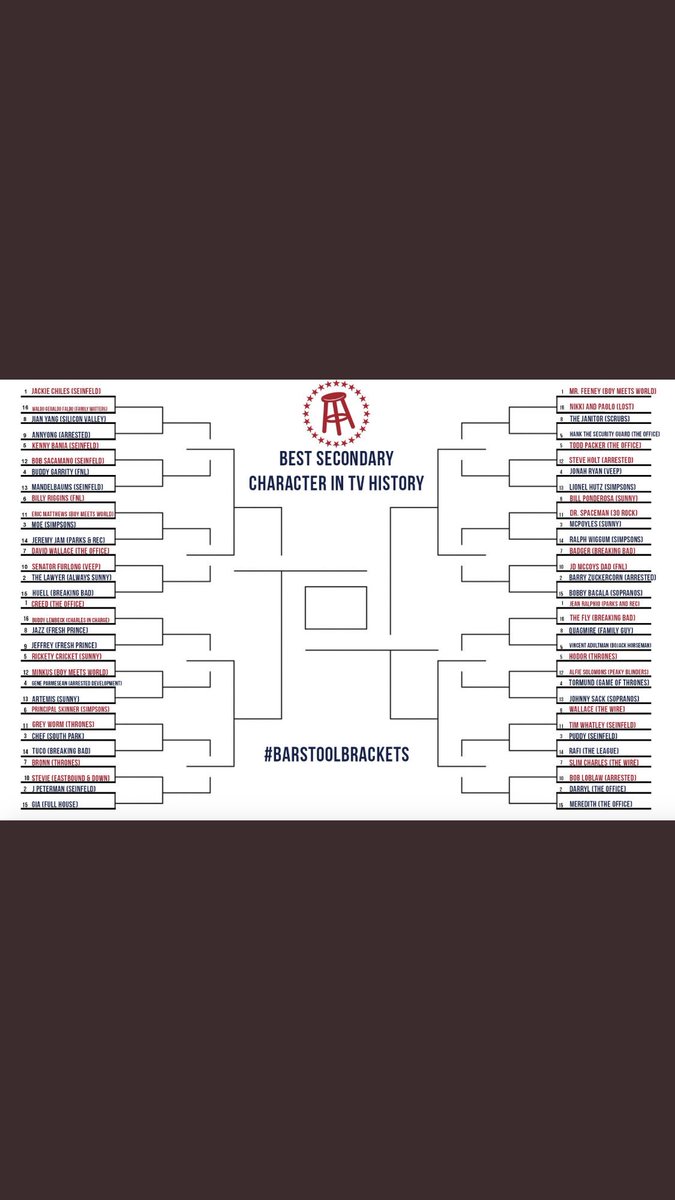 BEST SECONDARY
CHARACTER IN TV HISTORY
1 JACKIE CHILES (SEINFELD)
16 WALDO GERALDO FALDO (FAMILY MATTERS)
8 JIAN YANG (SILICON VALLEY)
9 ANNYONG (ARRESTED)
5 KENNY BANIA (SEINFELD)
12 BOB SACAMANO (SEINFELD)
4 BUDDY GARRITY (FNL)
13 MANDELBAUMS (SEINFELD)
6 BILLY RIGGINS (FNL)
11 ERIC MATTHEWS (BOY MEETS WORLD)
3 MOE (SIMPSONS)
14 JEREMY JAM (PARKS & REC)
7 DAVID WALLACE (THE OFFICE)
10 SENATOR FURLONG (VEEP)
2 THE LAWYER (ALWAYS SUNNY)
15 HUELL (BREAKING BAD)
1 CREED (THE OFFICE)
16 BUDDY LEMBECK (CHARLES IN CHARGE)
8 JAZZ (FRESH PRINCE)
9 JEFFREY (FRESH PRINCE)
5 RICKETY CRICKET (SUNNY)
12 MINKUS (BOY MEETS WORLD)
4 GENE PARMESEAN (ARRESTED DEVELOPMENT)
13 ARTEMIS (SUNNY)
6 PRINCIPAL SKINNER (SIMPSONS)
11 GREY WORM (THRONES)
3 CHEF (SOUTH PARK)
14 TUCO (BREAKING BAD)
7 BRONN (THRONES)
10 STEVIE (EASTBOUND & DOWN)
2 J PETERMAN (SEINFELD)
15 GIA (FULL HOUSE)
1 MR. FEENEY (BOY MEETS WORLD)
16 NIKKI AND PAOLO (LOST)
8 THE JANITOR (SCRUBS)
9 HANK THE SECURITY GUARD (THE OFFICE)
5 TODD PACKER (THE OFFICE)
12 STEVE HOLT (ARRESTED)
4 JONAH RYAN (VEEP)
13 LIONEL HUTZ (SIMPSONS)
6 BILL PONDEROSA (SUNNY)
11 DR. SPACEMAN (30 ROCK)
3 MCPOYLES (SUNNY)
14 RALPH WIGGUM (SIMPSONS)
7 BADGER (BREAKING BAD)
10 JD MCCOYS DAD (FNL)
2 BARRY ZUCKERCORN (ARRESTED)
15 BOBBY BACALA (SOPRANOS)
1 JEAN RALPHIO (PARKS AND REC)
16 THE FLY (BREAKING BAD)
8 QUAGMIRE (FAMILY GUY)
9 VINCENT ADULTMAN (BOJACK HORSEMAN)
5 HODOR (THRONES)
12 ALFIE SOLOMONS (PEAKY BLINDERS)
4 TORMUND (GAME OF THRONES)
13 JOHNNY SACK (SOPRANOS)
6 WALLACE (THE WIRE)
11 TIM WHATLEY (SEINFELD)
3 PUDDY (SEINFELD)
14 RAFI (THE LEAGUE)
7 SLIM CHARLES (THE WIRE)
10 BOB LOBLAW (ARRESTED)
2 DARRYL (THE OFFICE)
15 MEREDITH (THE OFFICE)
#BARSTOOLBRACKETS